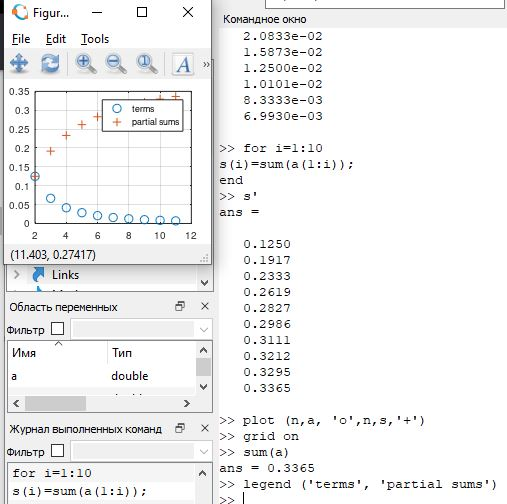 Figur...
File Edit Tools
A »
0.35
0.3
0.25
0.2
0.15
0.1
0.05
0
2 4 6 8 10 12
terms
partial sums
(11.403, 0.27417)
Links
Область переменных
Фильтр
Имя Тип
a double
Журнал выполненных команд
Фильтр
for i=1:10
s(i)=sum(a(1:i));
Командное окно
2.0833e-02
1.5873e-02
1.2500e-02
1.0101e-02
8.3333e-03
6.9930e-03
>> for i=1:10
s(i)=sum(a(1:i));
end
>> s'
ans =
0.1250
0.1917
0.2333
0.2619
0.2827
0.2986
0.3111
0.3212
0.3295
0.3365
>> plot (n,a, 'o',n,s,'+')
>> grid on
>> sum(a)
ans = 0.3365
>> legend ('terms', 'partial sums')
>>